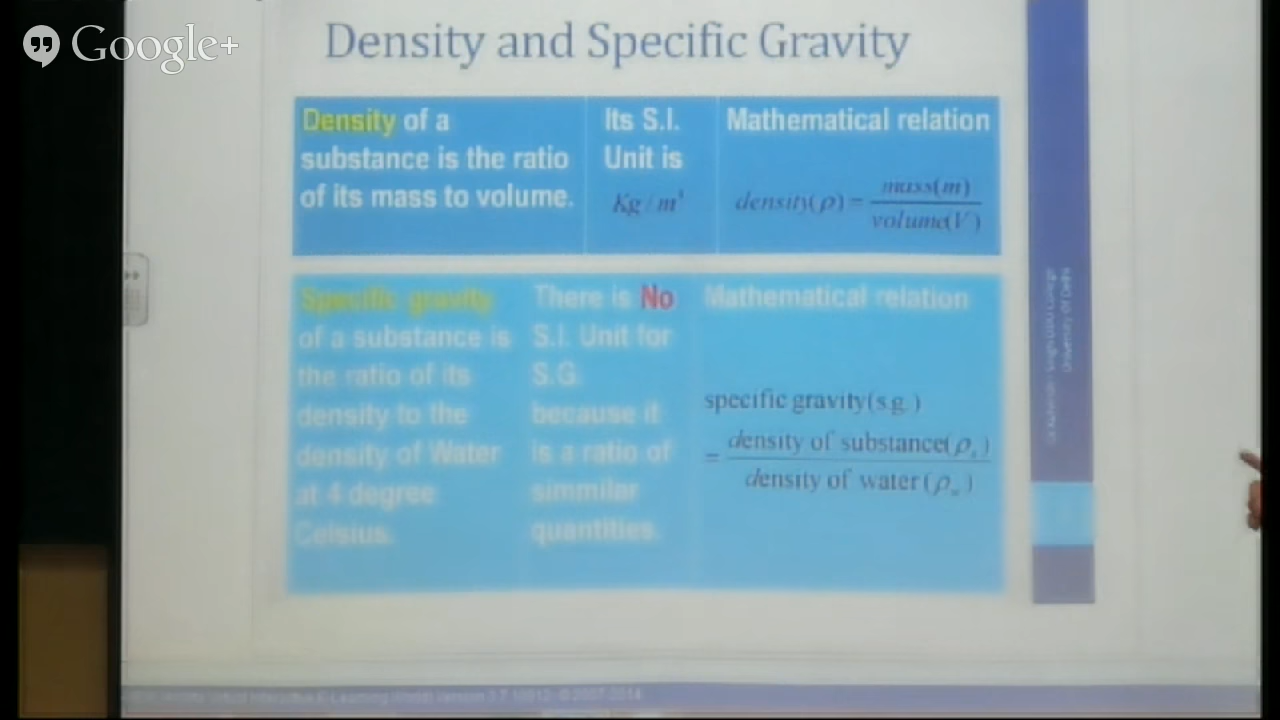 Google+
Density and Specific Gravity
Density of a
substance is the ratio
of its mass to volume.
Its S.I.
Unit is
Kg / m³
Mathematical relation
density(ρ) = mass(m) / volume(V)
Specific gravity
of a substance is
the ratio of its
density to the
density of Water
at 4 degree
Celsius.
There is No
S.I. Unit for
S.G.
because it
is a ratio of
simmilar
quantities.
Mathematical relation
specific gravity(s.g.)
= density of substance(ρₛ) / density of water(ρ𝓌)
University of Delhi